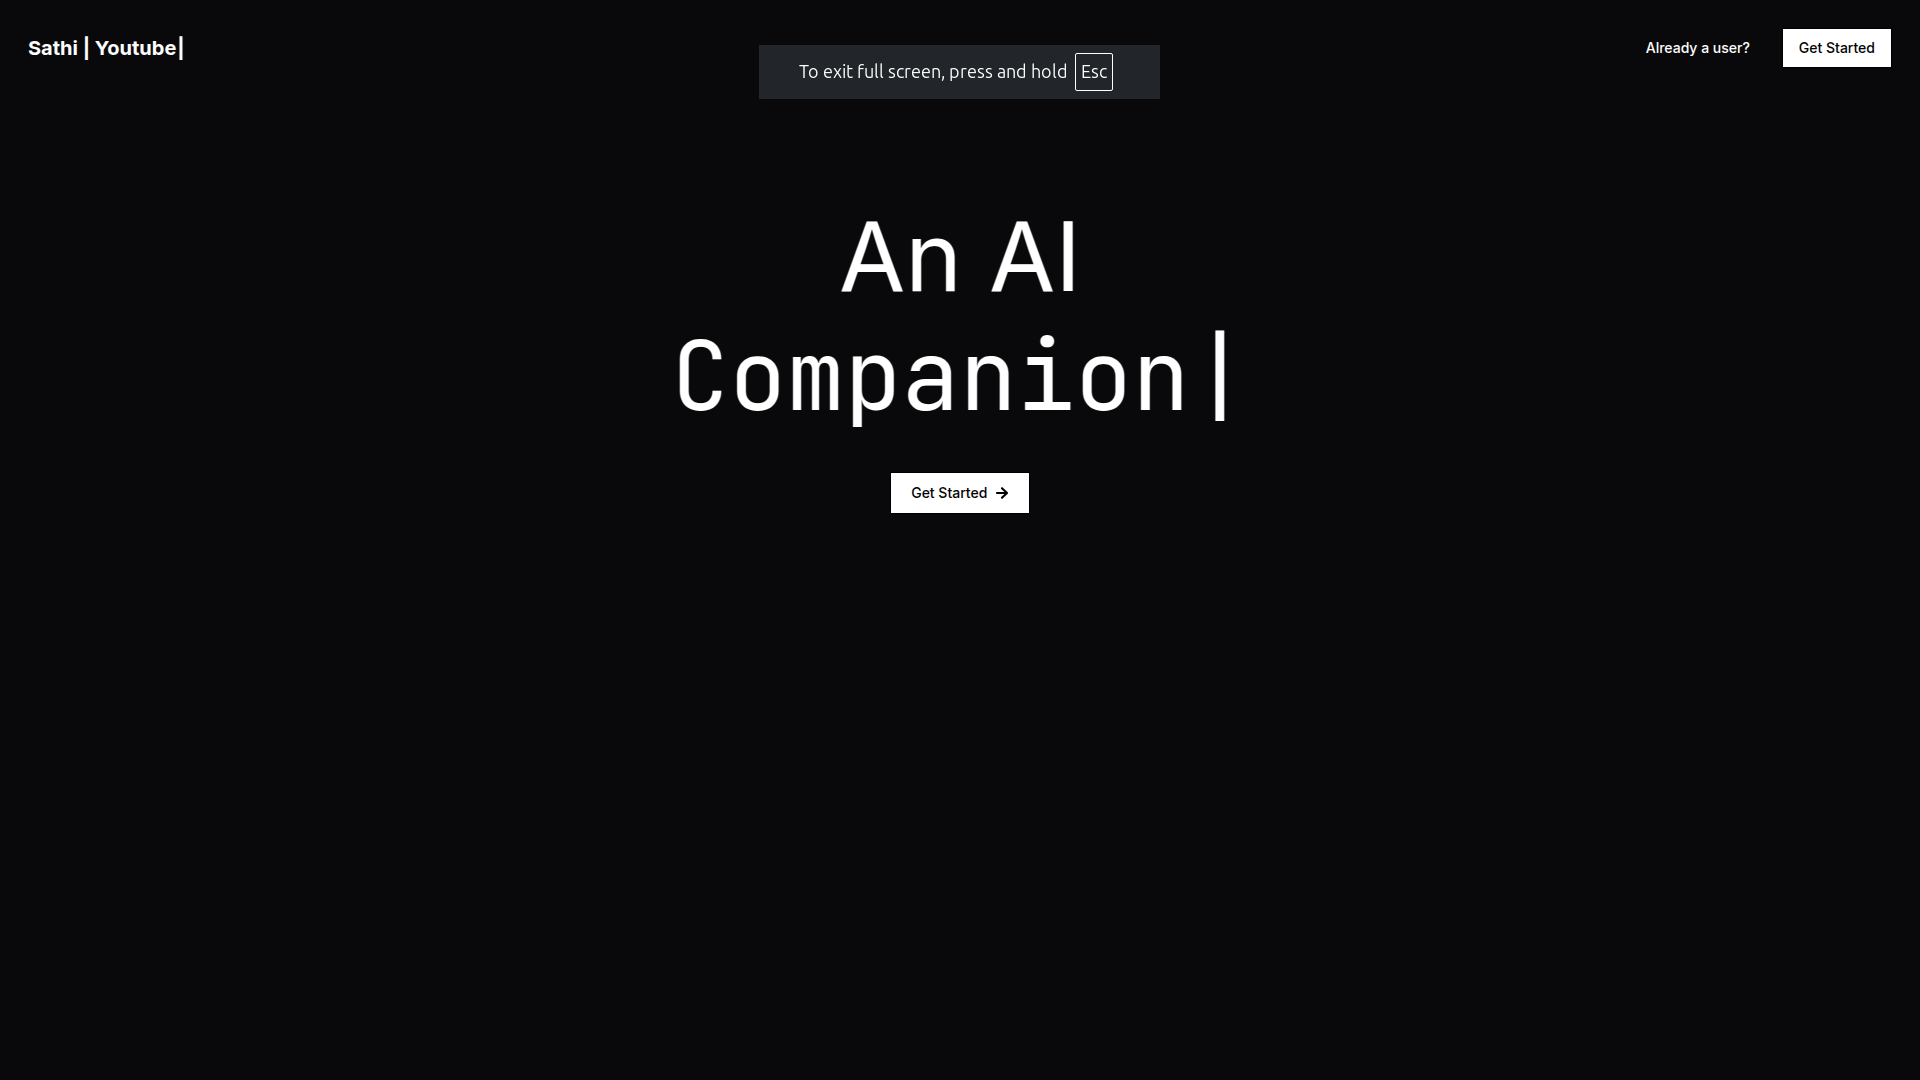 Sathi | Youtube|
Already a user?
Get Started
To exit full screen, press and hold Esc
An AI
Companion|
Get Started →